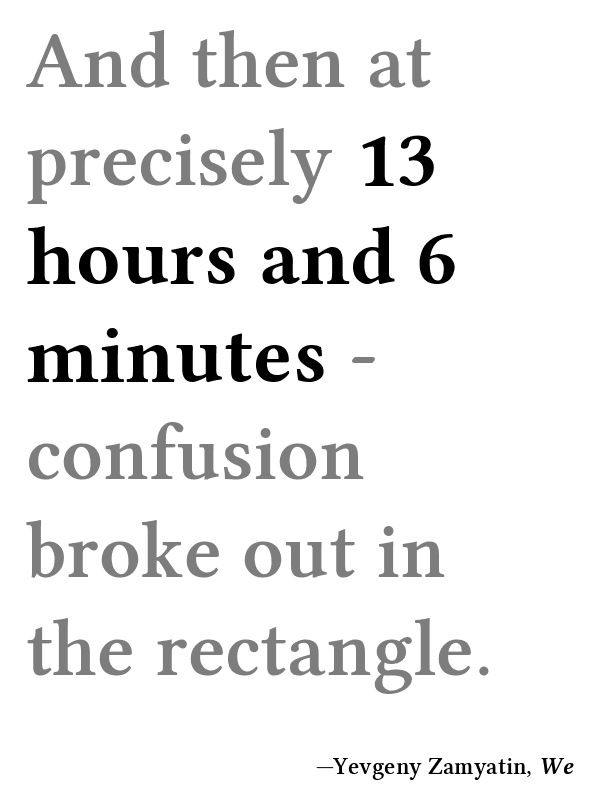 And then at
precisely 13
hours and 6
minutes -
confusion
broke out in
the rectangle.
—Yevgeny Zamyatin, We